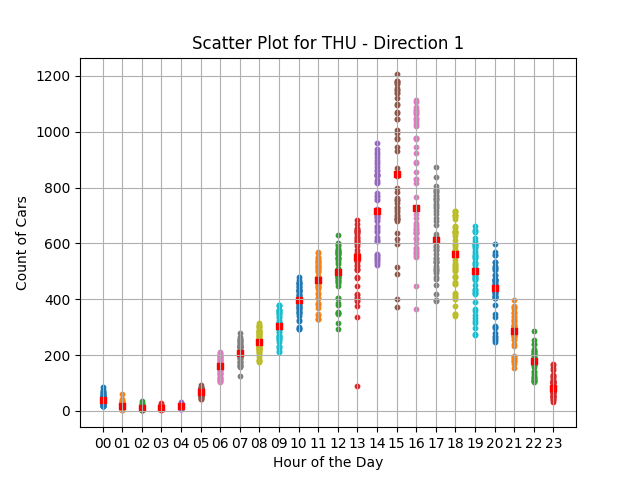 Scatter Plot for THU - Direction 1
1200
1000
800
600
400
200
0
Count of Cars
00 01 02 03 04 05 06 07 08 09 10 11 12 13 14 15 16 17 18 19 20 21 22 23
Hour of the Day